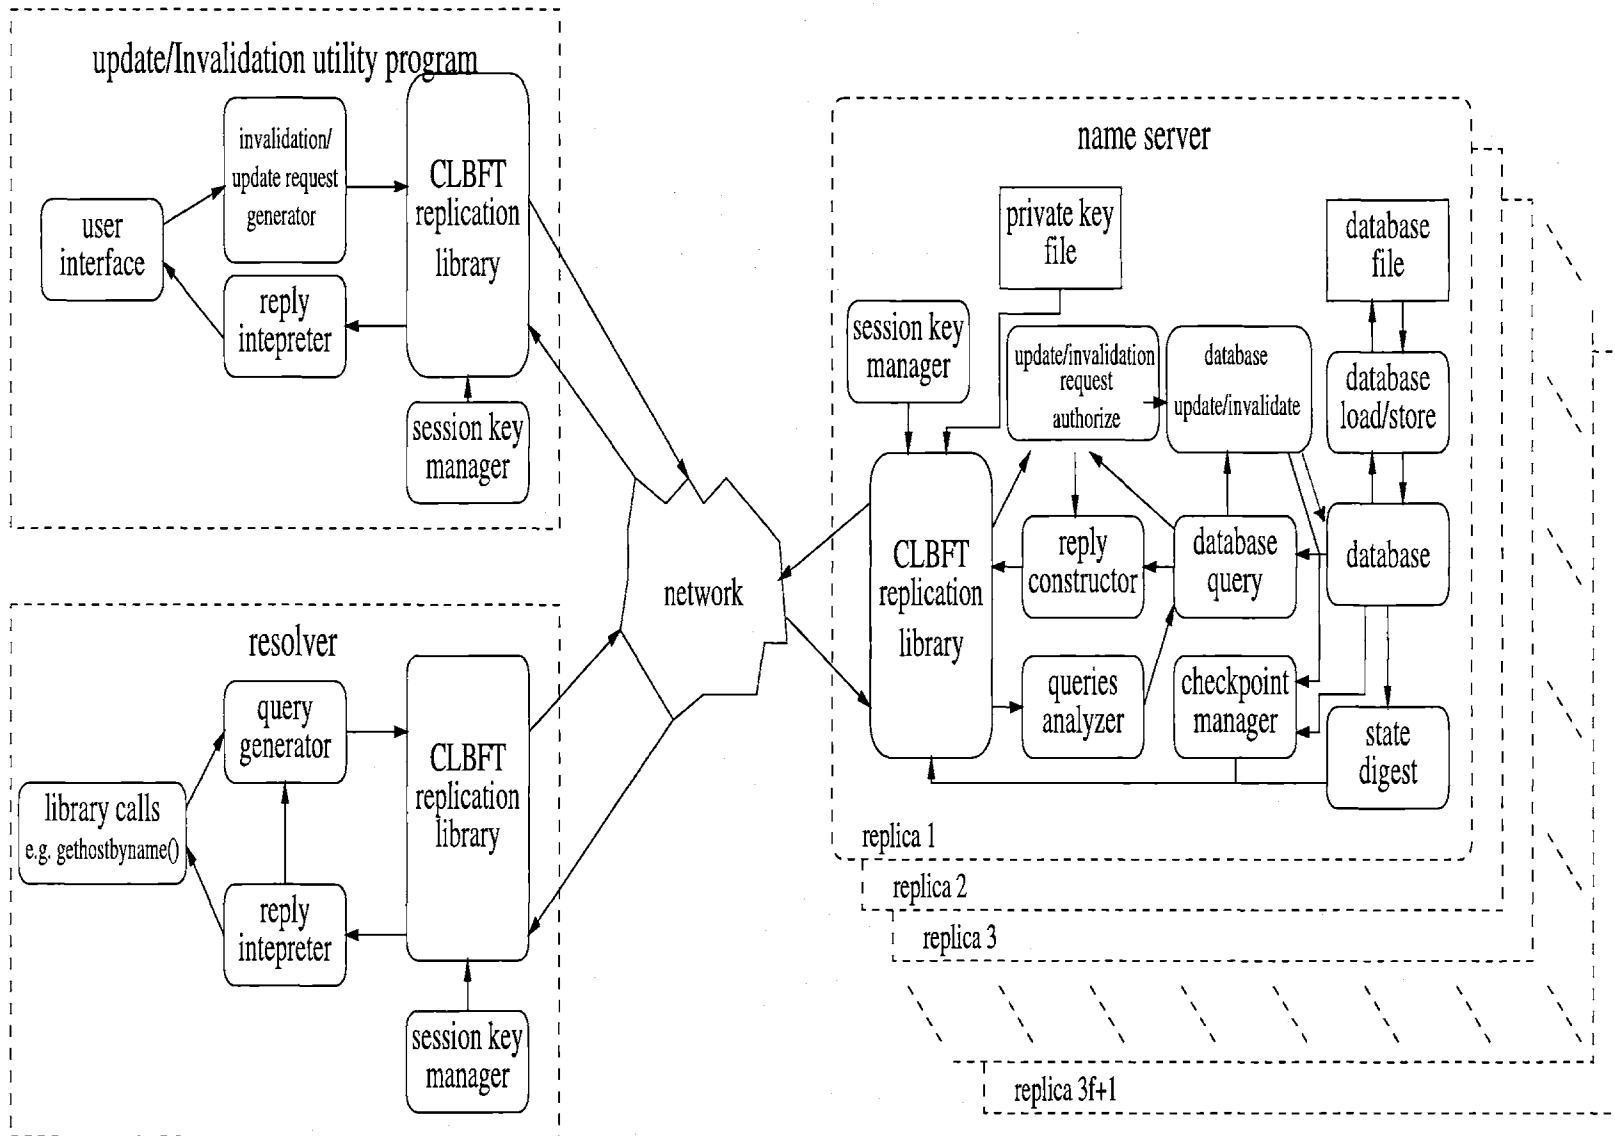 update/Invalidation utility program
invalidation/
update request
generator
CLBFT
replication
library
user
interface
reply
intepreter
session key
manager
resolver
query
generator
CLBFT
replication
library
library calls
e.g. gethostbyname()
reply
intepreter
session key
manager
network
name server
private key
file
database
file
session key
manager
update/invalidation
request
authorize
database
update/invalidate
database
load/store
CLBFT
replication
library
reply
constructor
database
query
database
queries
analyzer
checkpoint
manager
state
digest
replica 1
replica 2
replica 3
replica 3f+1